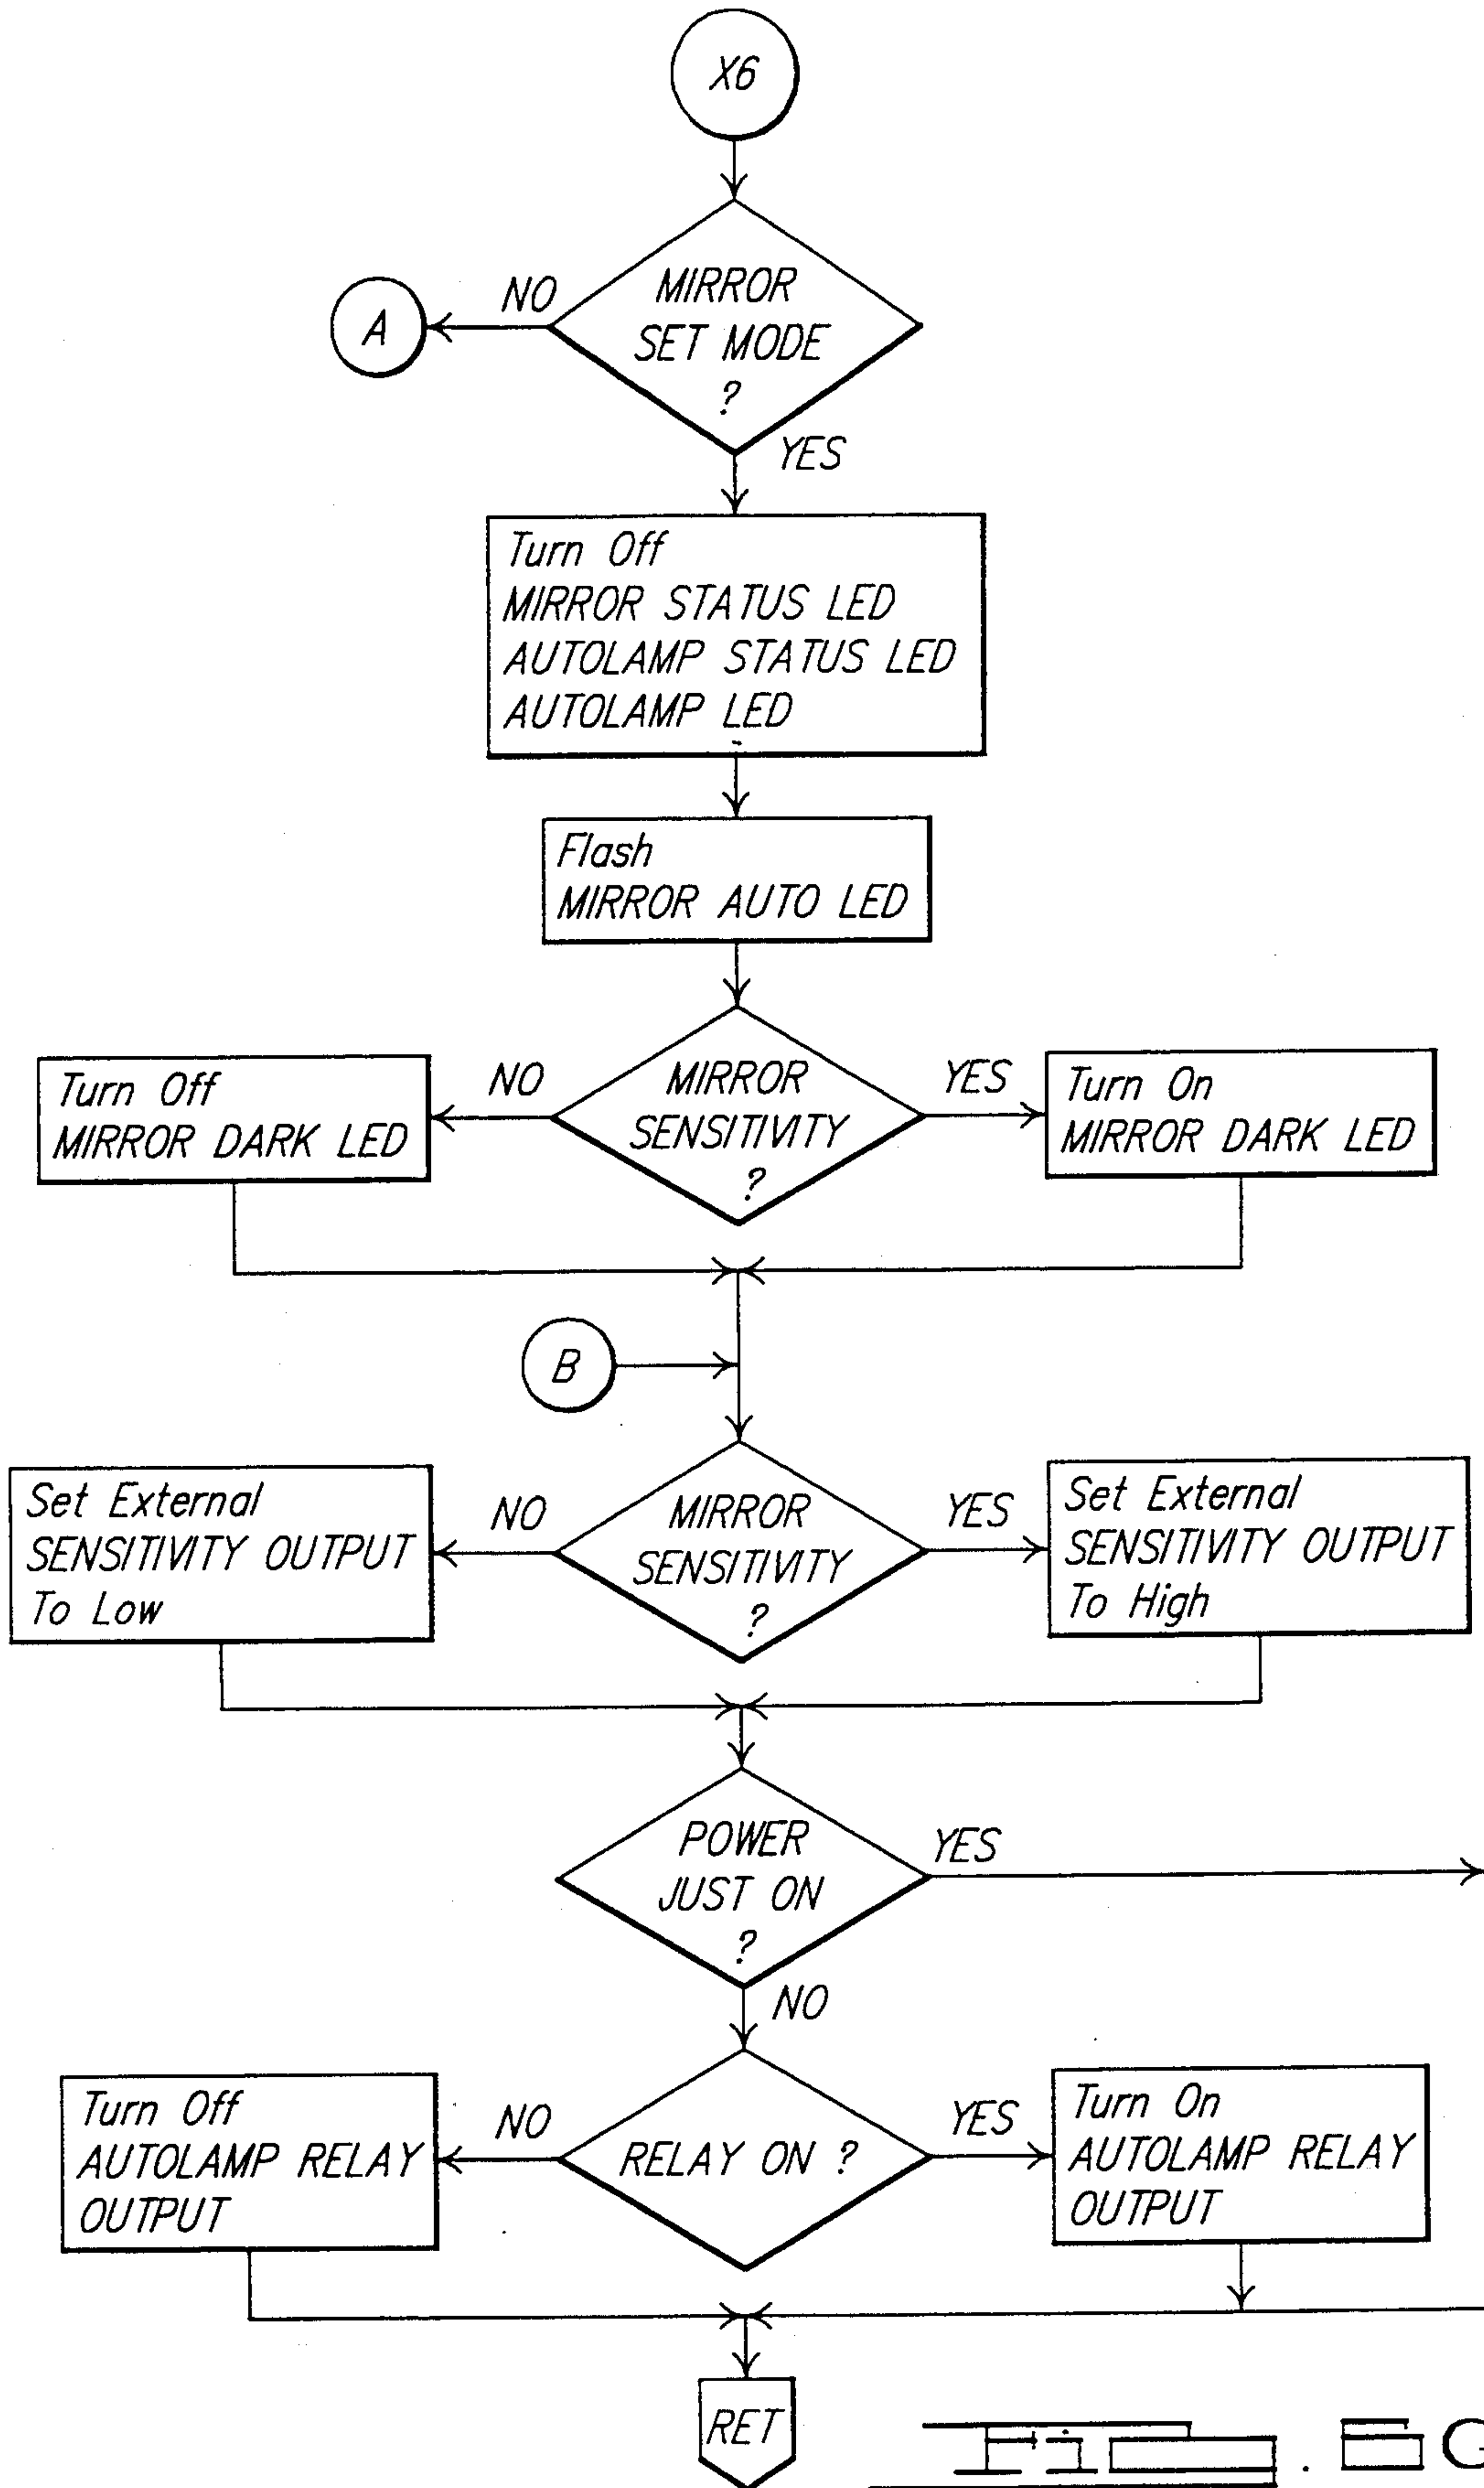 X6
MIRROR
SET MODE
?
NO
A
YES
Turn Off
MIRROR STATUS LED
AUTOLAMP STATUS LED
AUTOLAMP LED
Flash
MIRROR AUTO LED
MIRROR
SENSITIVITY
?
NO
Turn Off
MIRROR DARK LED
YES
Turn On
MIRROR DARK LED
B
MIRROR
SENSITIVITY
?
NO
Set External
SENSITIVITY OUTPUT
To Low
YES
Set External
SENSITIVITY OUTPUT
To High
POWER
JUST ON
?
YES
NO
RELAY ON ?
NO
Turn Off
AUTOLAMP RELAY
OUTPUT
YES
Turn On
AUTOLAMP RELAY
OUTPUT
RET